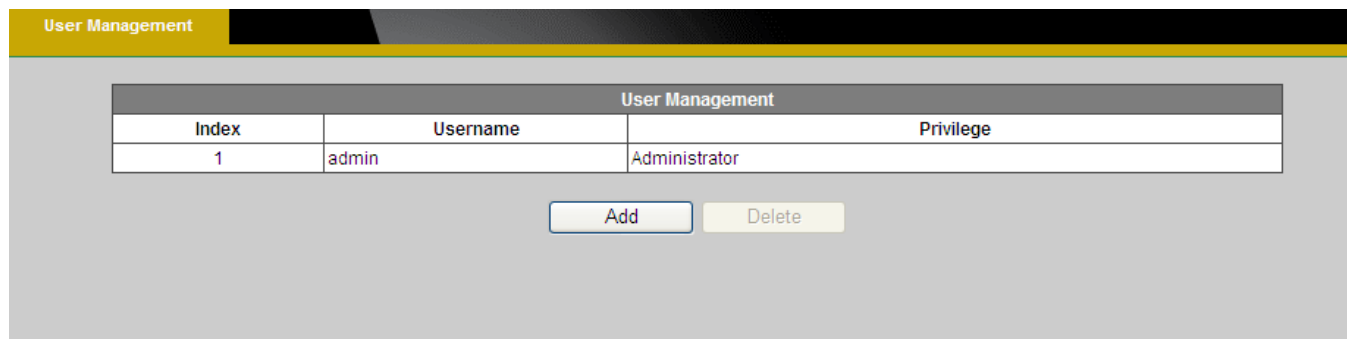 User Management
User Management
Index Username Privilege
1 admin Administrator
Add Delete